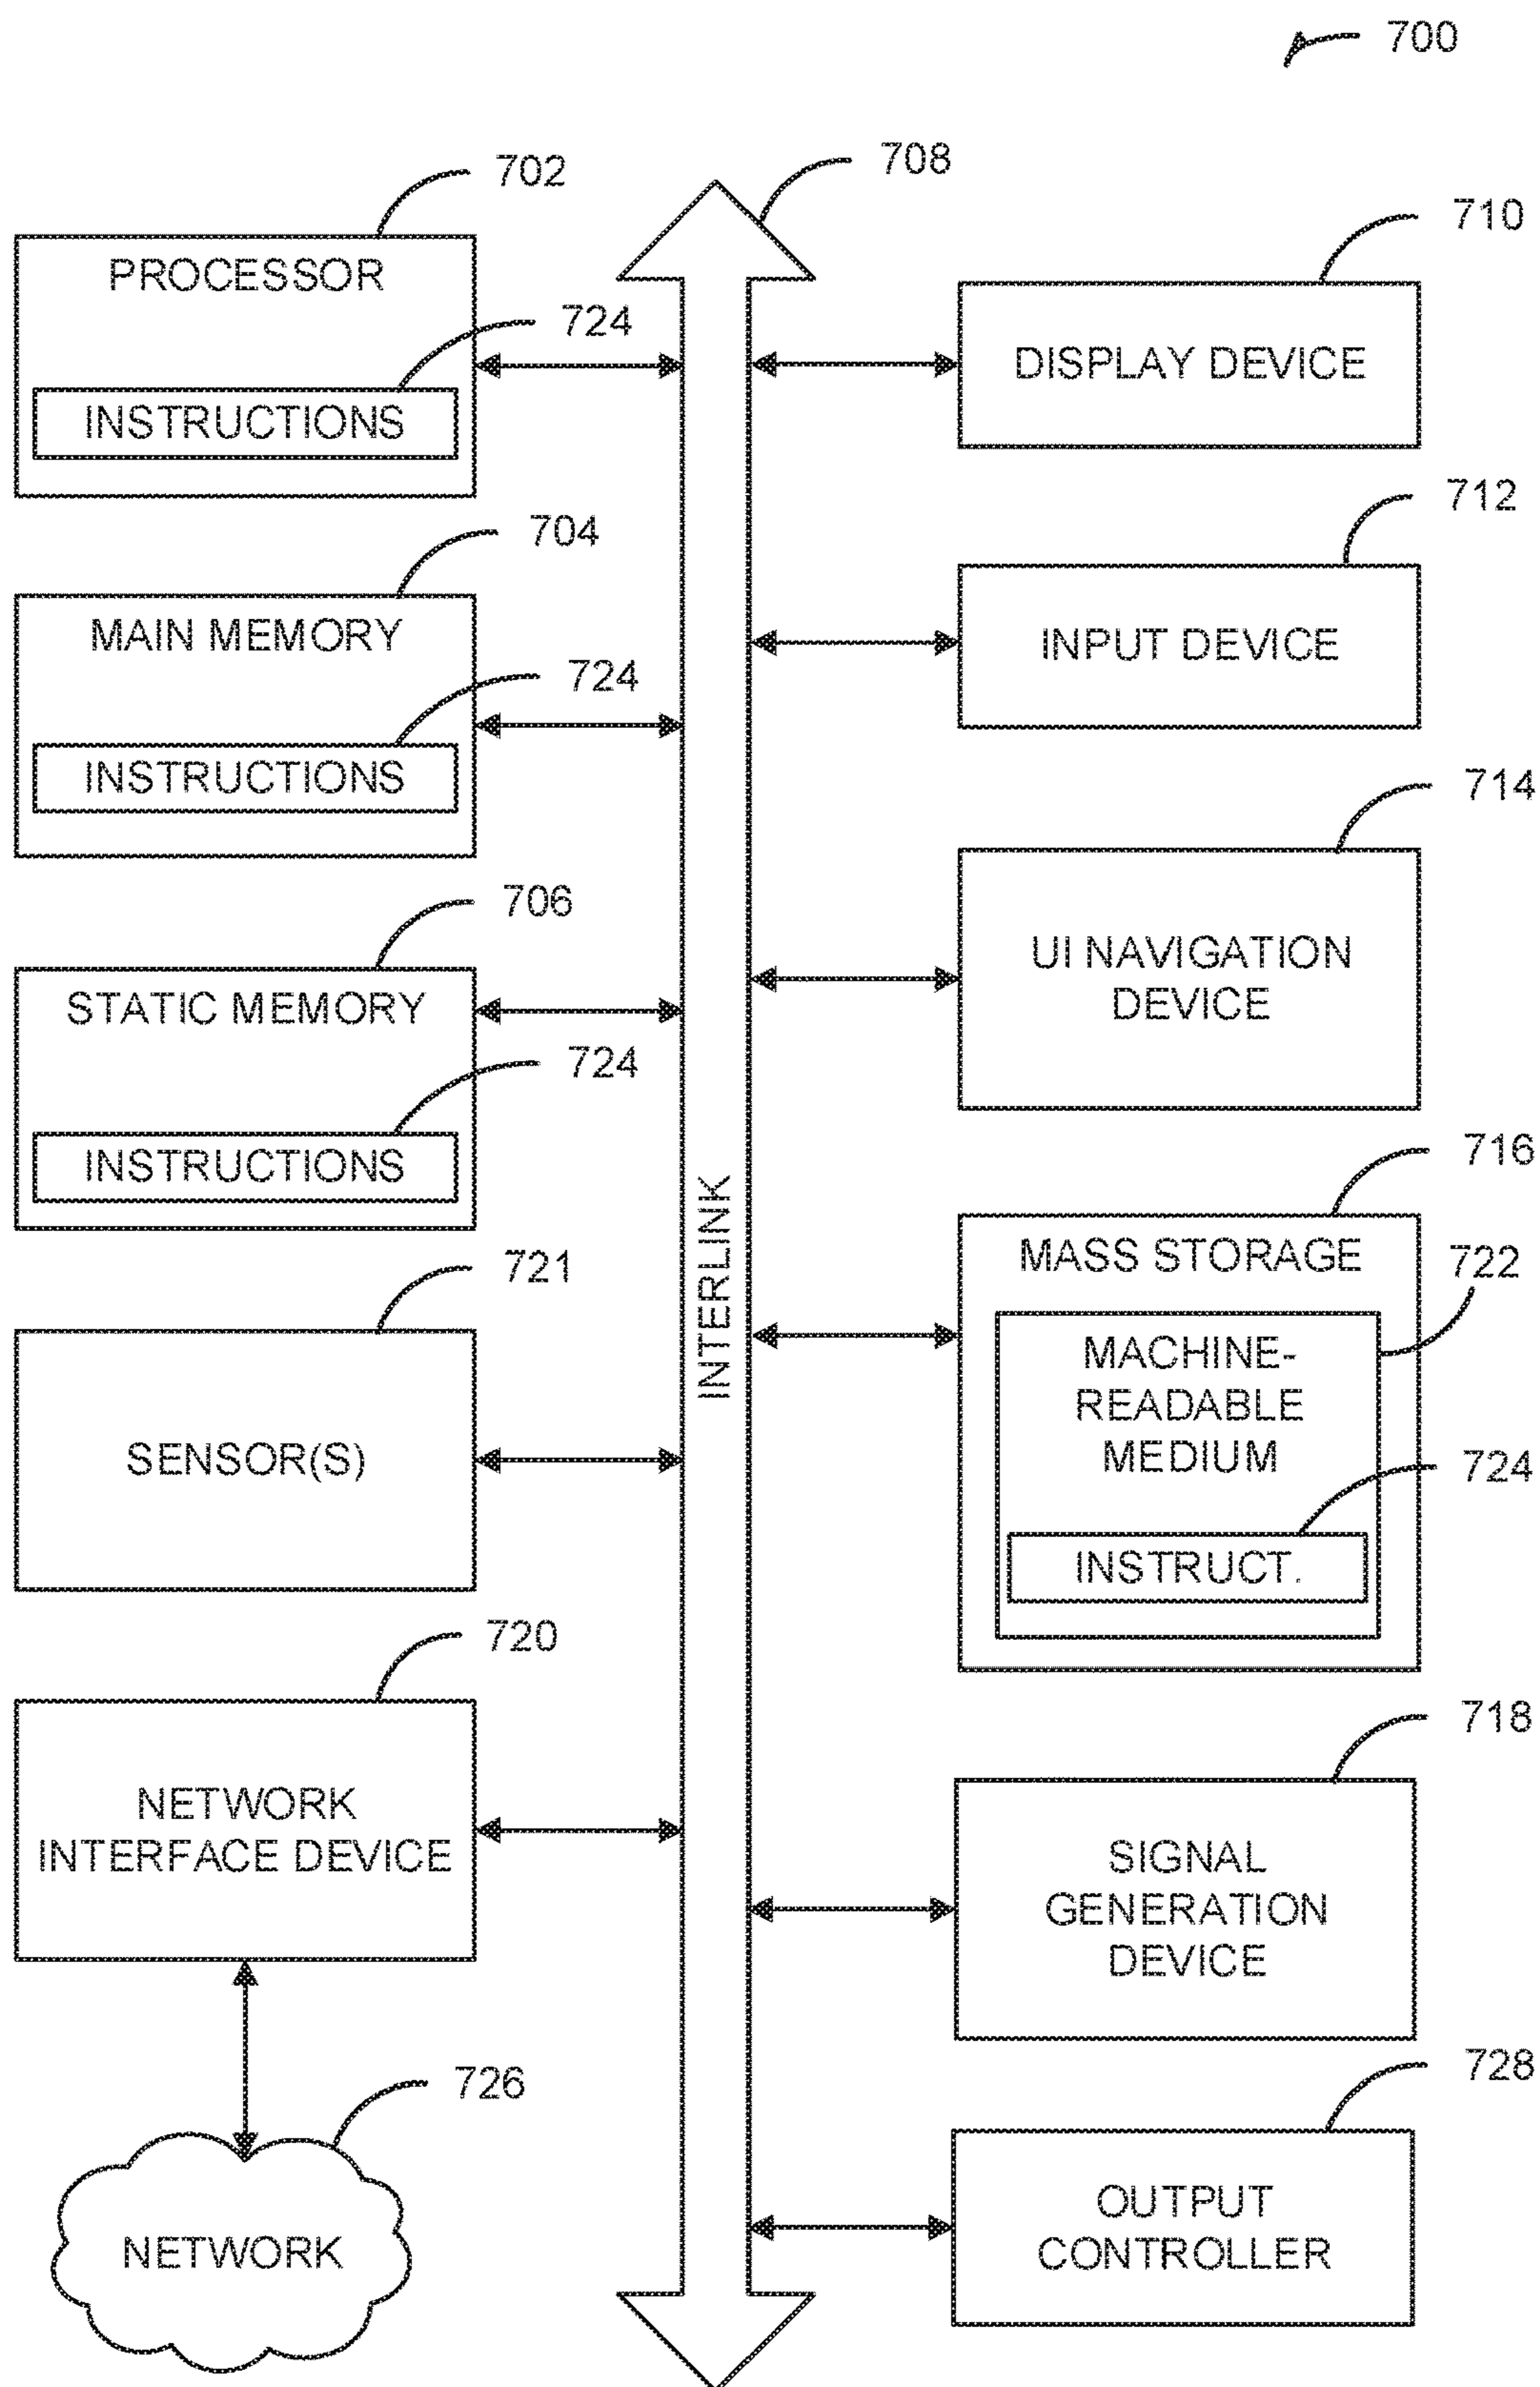 700
708
702
PROCESSOR
724
INSTRUCTIONS
704
MAIN MEMORY
724
INSTRUCTIONS
706
STATIC MEMORY
724
INSTRUCTIONS
721
SENSOR(S)
720
NETWORK
INTERFACE DEVICE
726
NETWORK
INTERLINK
710
DISPLAY DEVICE
712
INPUT DEVICE
714
UI NAVIGATION
DEVICE
716
MASS STORAGE
722
MACHINE-
READABLE
MEDIUM
724
INSTRUCT.
718
SIGNAL
GENERATION
DEVICE
728
OUTPUT
CONTROLLER